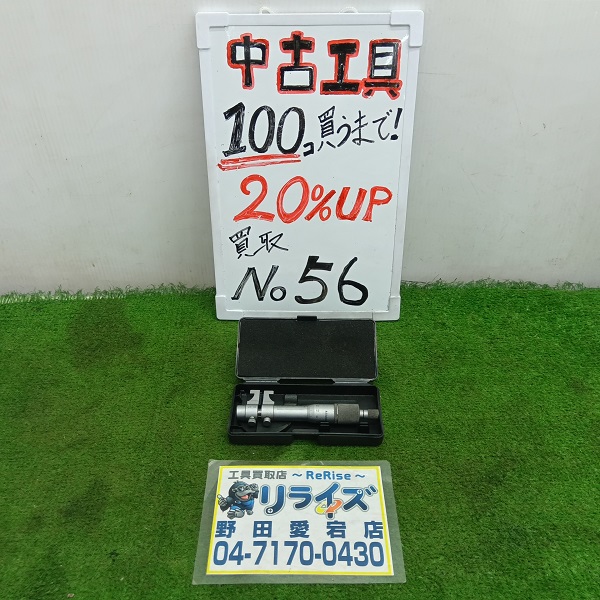 中古工具
100コ買うまで!
20%UP
買取
No.56
工具買取店 ~ReRise~
リライズ
野田愛宕店
04-7170-0430